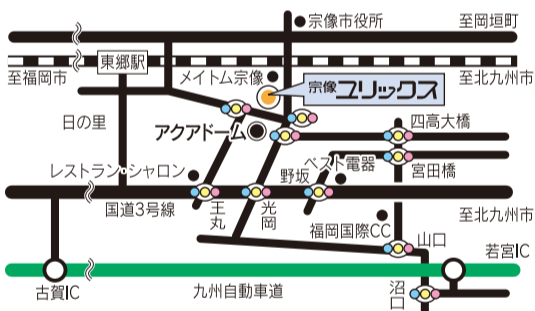 宗像市役所
至岡垣町
東郷駅
至福岡市
メイトム宗像
至北九州市
宗像ユリックス
日の里
アクアドーム
四高大橋
レストラン・シャロン
ベスト電器
野坂
宮田橋
国道3号線
王丸
光岡
至北九州市
福岡国際CC
山口
若宮IC
古賀IC
九州自動車道
沼口